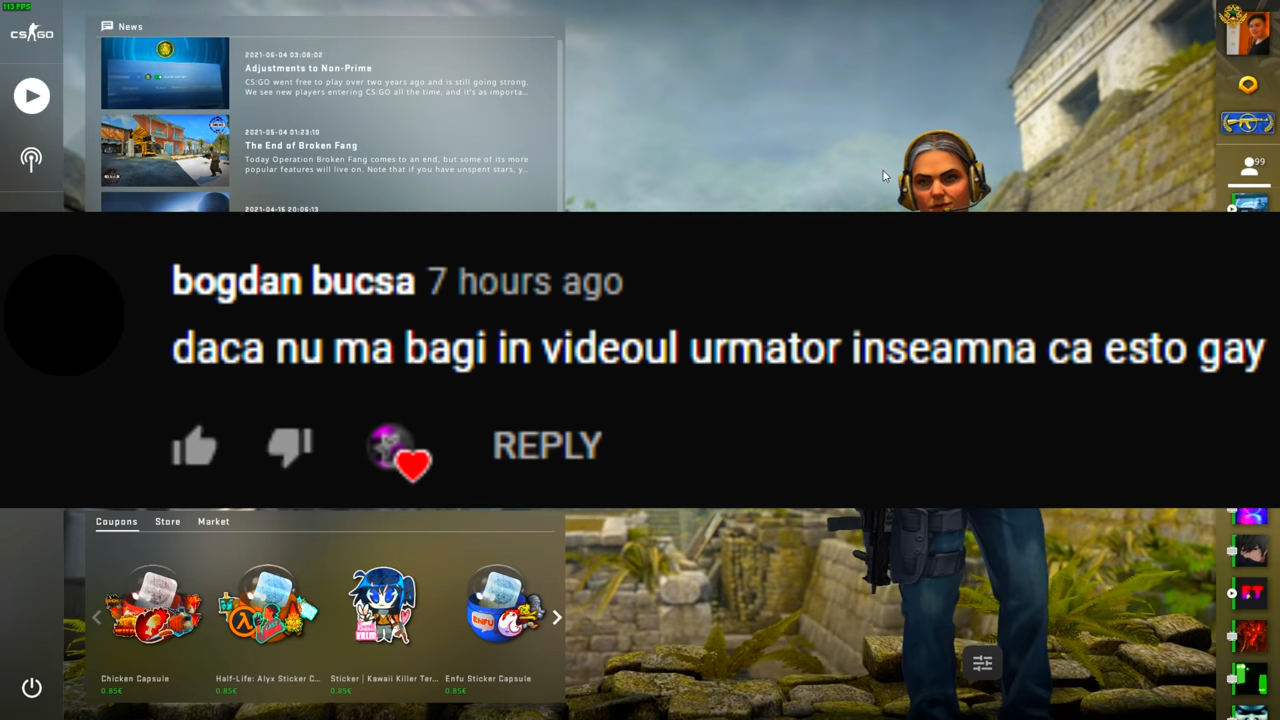 113 FPS
CS:GO
News
2021-06-04 03:08:02
Adjustments to Non-Prime
CS:GO went free to play over two years ago and is still going strong.
We see new players entering CS:GO all the time, and it's as importa...
2021-05-04 01:23:10
The End of Broken Fang
Today Operation Broken Fang comes to an end, but some of its more
popular features will live on. Note that if you have unspent stars, y...
2021-04-15 20:06:13
99
bogdan bucsa 7 hours ago
daca nu ma bagi in videoul urmator inseamna ca esto gay
REPLY
Coupons Store Market
ENFU
Chicken Capsule
0.85€
Half-Life: Alyx Sticker C...
0.85€
Sticker | Kawaii Killer Ter...
0.85€
Enfu Sticker Capsule
0.85€